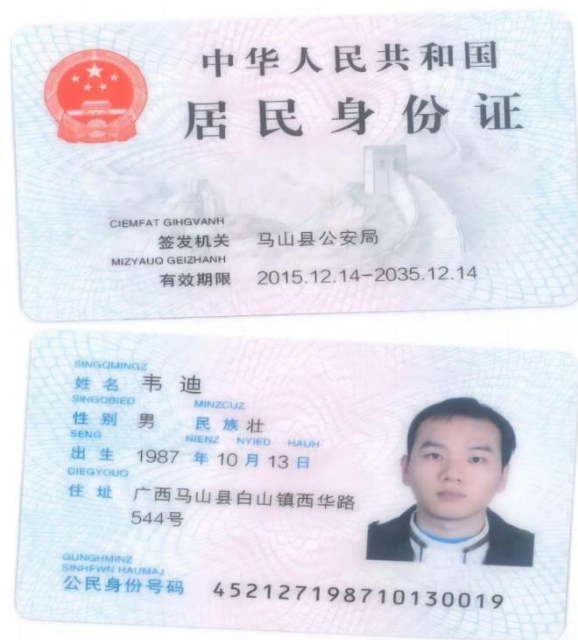 中华人民共和国
居民身份证
CIEMFAT GIHGVANH
签发机关 马山县公安局
MIZYAUQ GEIZHANH
有效期限 2015.12.14-2035.12.14
SINGQMINGZ
姓名 韦迪
SINGQBIED MINZCUZ
性别 男 民族 壮
SENG NIENZ NYIED HAUH
出生 1987 年 10 月 13 日
DIEGYOUQ
住址 广西马山县白山镇西华路
544号
GUNGHMINZ
SINHFWN HAUMAJ
公民身份号码 452127198710130019